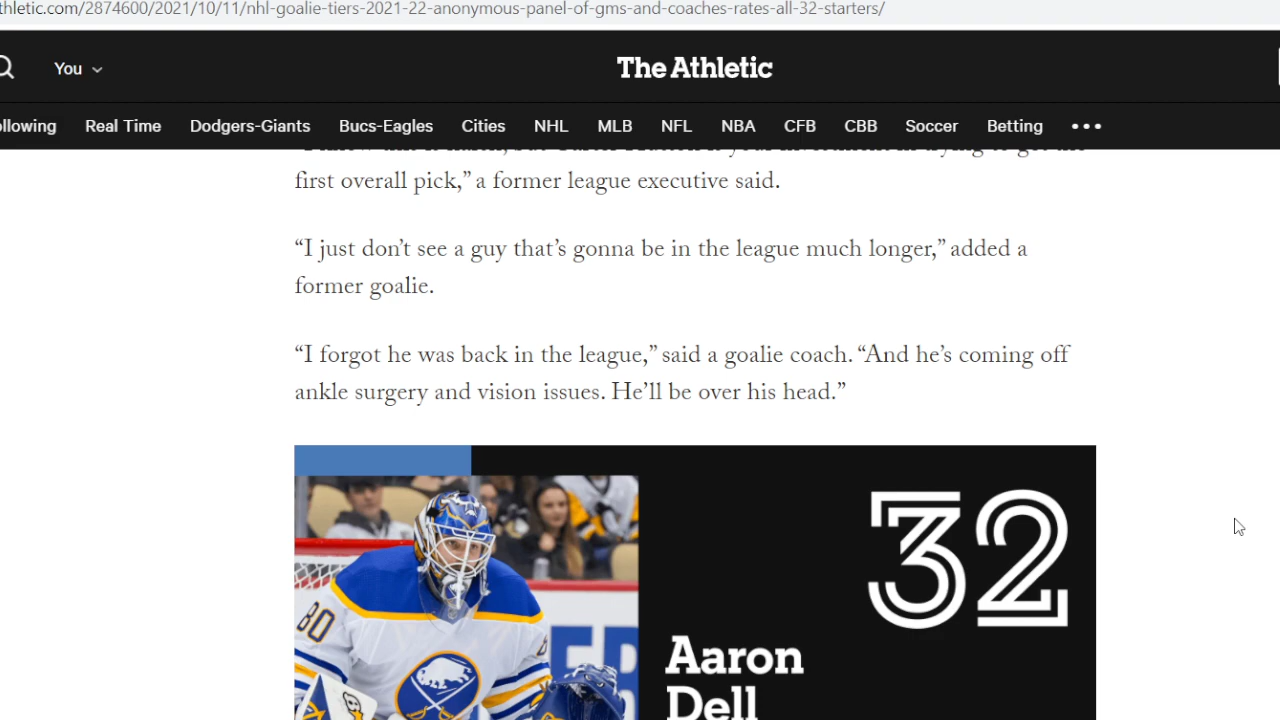 thletic.com/2874600/2021/10/11/nhl-goalie-tiers-2021-22-anonymous-panel-of-gms-and-coaches-rates-all-32-starters/
You
The Athletic
ollowing Real Time Dodgers-Giants Bucs-Eagles Cities NHL MLB NFL NBA CFB CBB Soccer Betting •••
first overall pick,” a former league executive said.
“I just don’t see a guy that’s gonna be in the league much longer,” added a
former goalie.
“I forgot he was back in the league,” said a goalie coach. “And he’s coming off
ankle surgery and vision issues. He’ll be over his head.”
32
80
Aaron
Dell